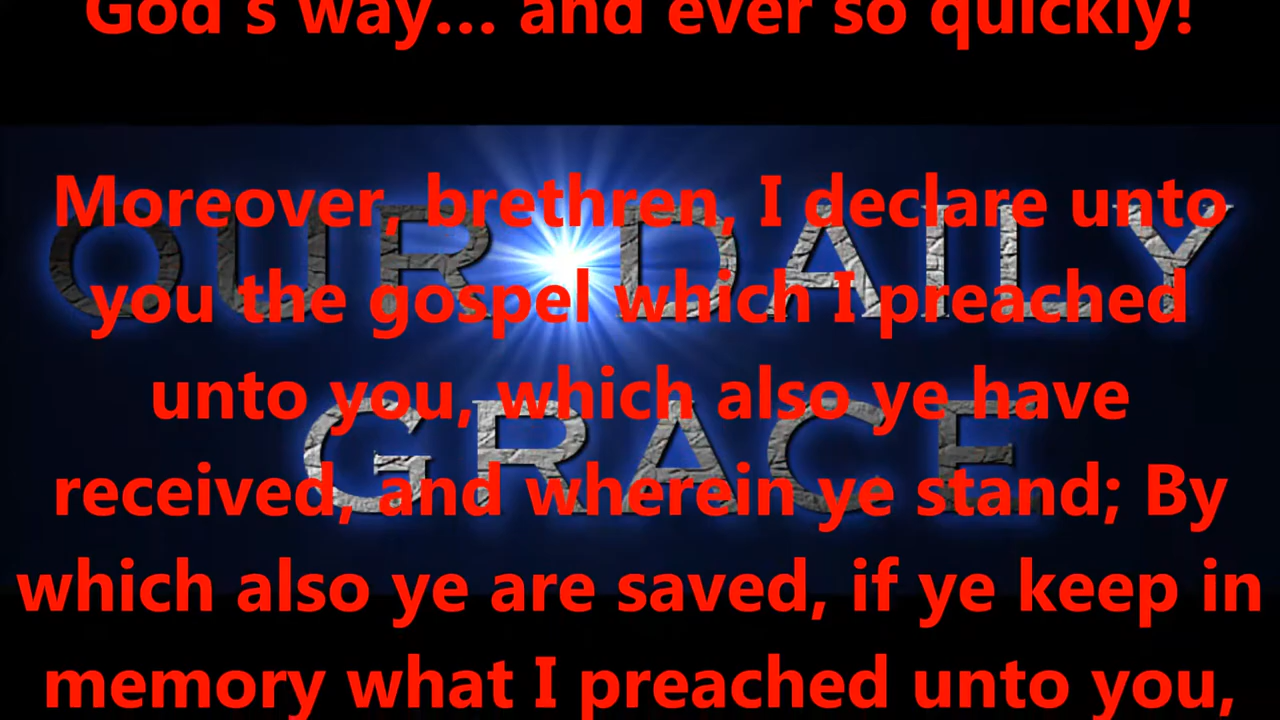 God's way... and ever so quickly!
Moreover, brethren, I declare unto
OUR DAILY
you the gospel which I preached
unto you, which also ye have
GRACE
received, and wherein ye stand; By
which also ye are saved, if ye keep in
memory what I preached unto you,